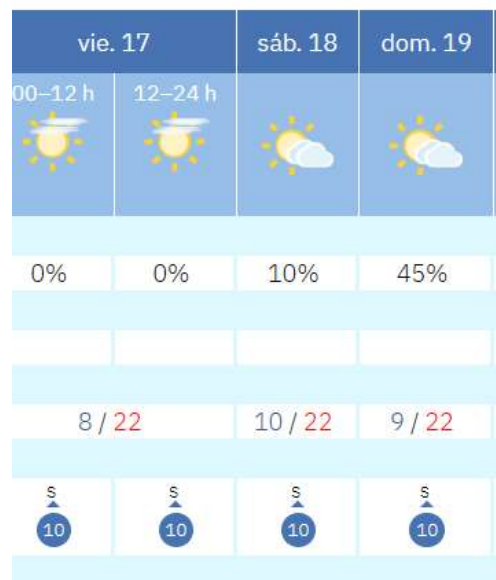 vie. 17 sáb. 18 dom. 19
00–12 h 12–24 h
0% 0% 10% 45%
8 / 22 10 / 22 9 / 22
S S S S
10 10 10 10